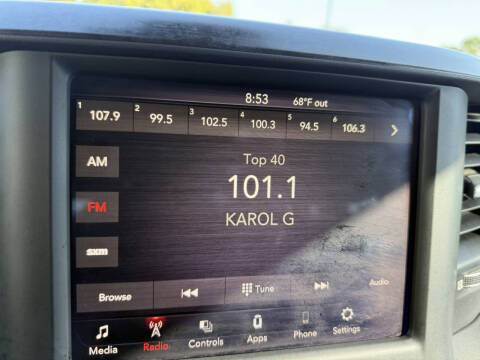 8:53 68°F out
1 107.9 2 99.5 3 102.5 4 100.3 5 94.5 6 106.3
AM
Top 40
FM
101.1
KAROL G
sxm
Browse Tune Audio
Media Radio Controls Apps Phone Settings